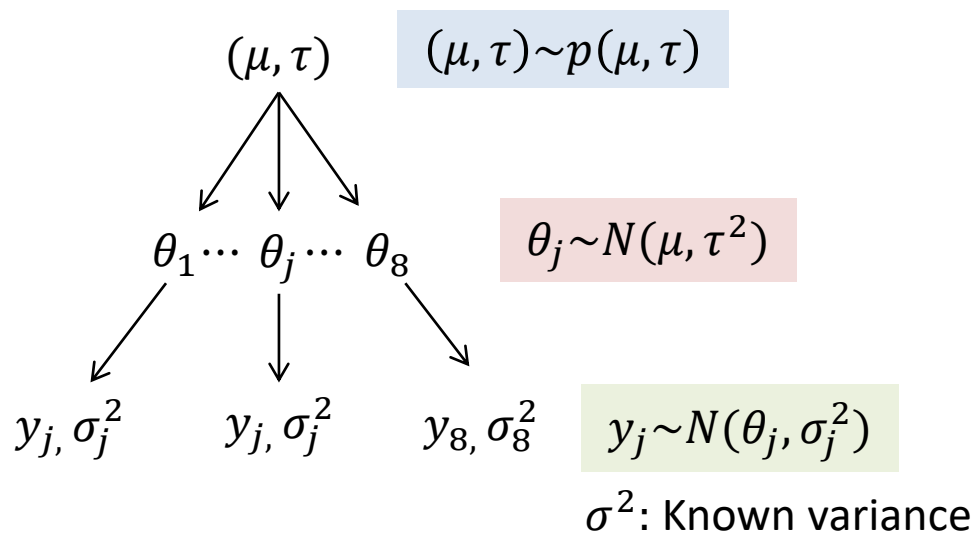 (μ, τ) (μ, τ)~p(μ, τ)
θ₁⋯ θⱼ⋯ θ₈ θⱼ~N(μ, τ²)
yⱼ, σⱼ² yⱼ, σⱼ² y₈, σ₈² yⱼ~N(θⱼ, σⱼ²)
σ²: Known variance